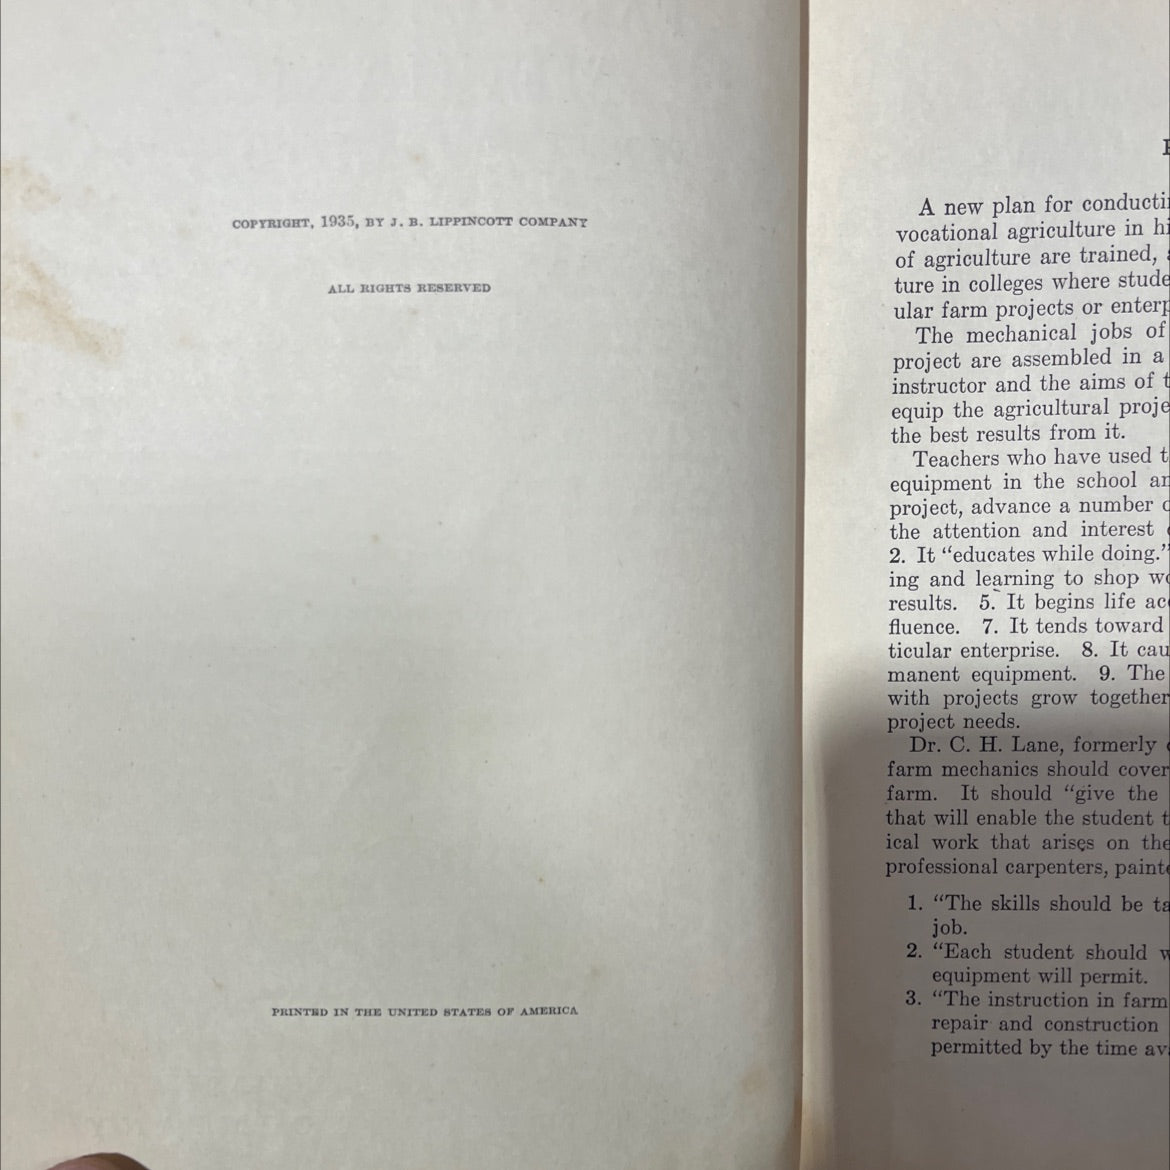 COPYRIGHT, 1935, BY J. B. LIPPINCOTT COMPANY
ALL RIGHTS RESERVED
PRINTED IN THE UNITED STATES OF AMERICA
A new plan for conducti
vocational agriculture in hi
of agriculture are trained,
ture in colleges where stude
ular farm projects or enterp
The mechanical jobs of
project are assembled in a
instructor and the aims of t
equip the agricultural proje
the best results from it.
Teachers who have used t
equipment in the school an
project, advance a number o
the attention and interest
2. It “educates while doing.”
ing and learning to shop wo
results. 5. It begins life ac
fluence. 7. It tends toward
ticular enterprise. 8. It cau
manent equipment. 9. The
with projects grow together
project needs.
Dr. C. H. Lane, formerly
farm mechanics should cover
farm. It should “give the
that will enable the student t
ical work that arises on the
professional carpenters, painte
1. “The skills should be ta
job.
2. “Each student should w
equipment will permit.
3. “The instruction in farm
repair and construction
permitted by the time av